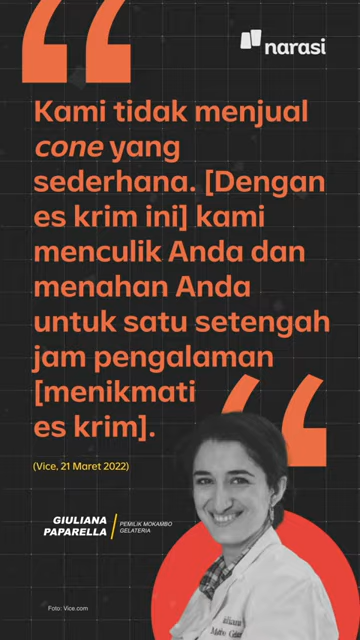 narasi
Kami tidak menjual
cone yang
sederhana. [Dengan
es krim ini] kami
menculik Anda dan
menahan Anda
untuk satu setengah
jam pengalaman
[menikmati
es krim].
(Vice, 21 Maret 2022)
GIULIANA
PAPARELLA
PEMILIK MOKAMBO
GELATERIA
Foto: Vice.com